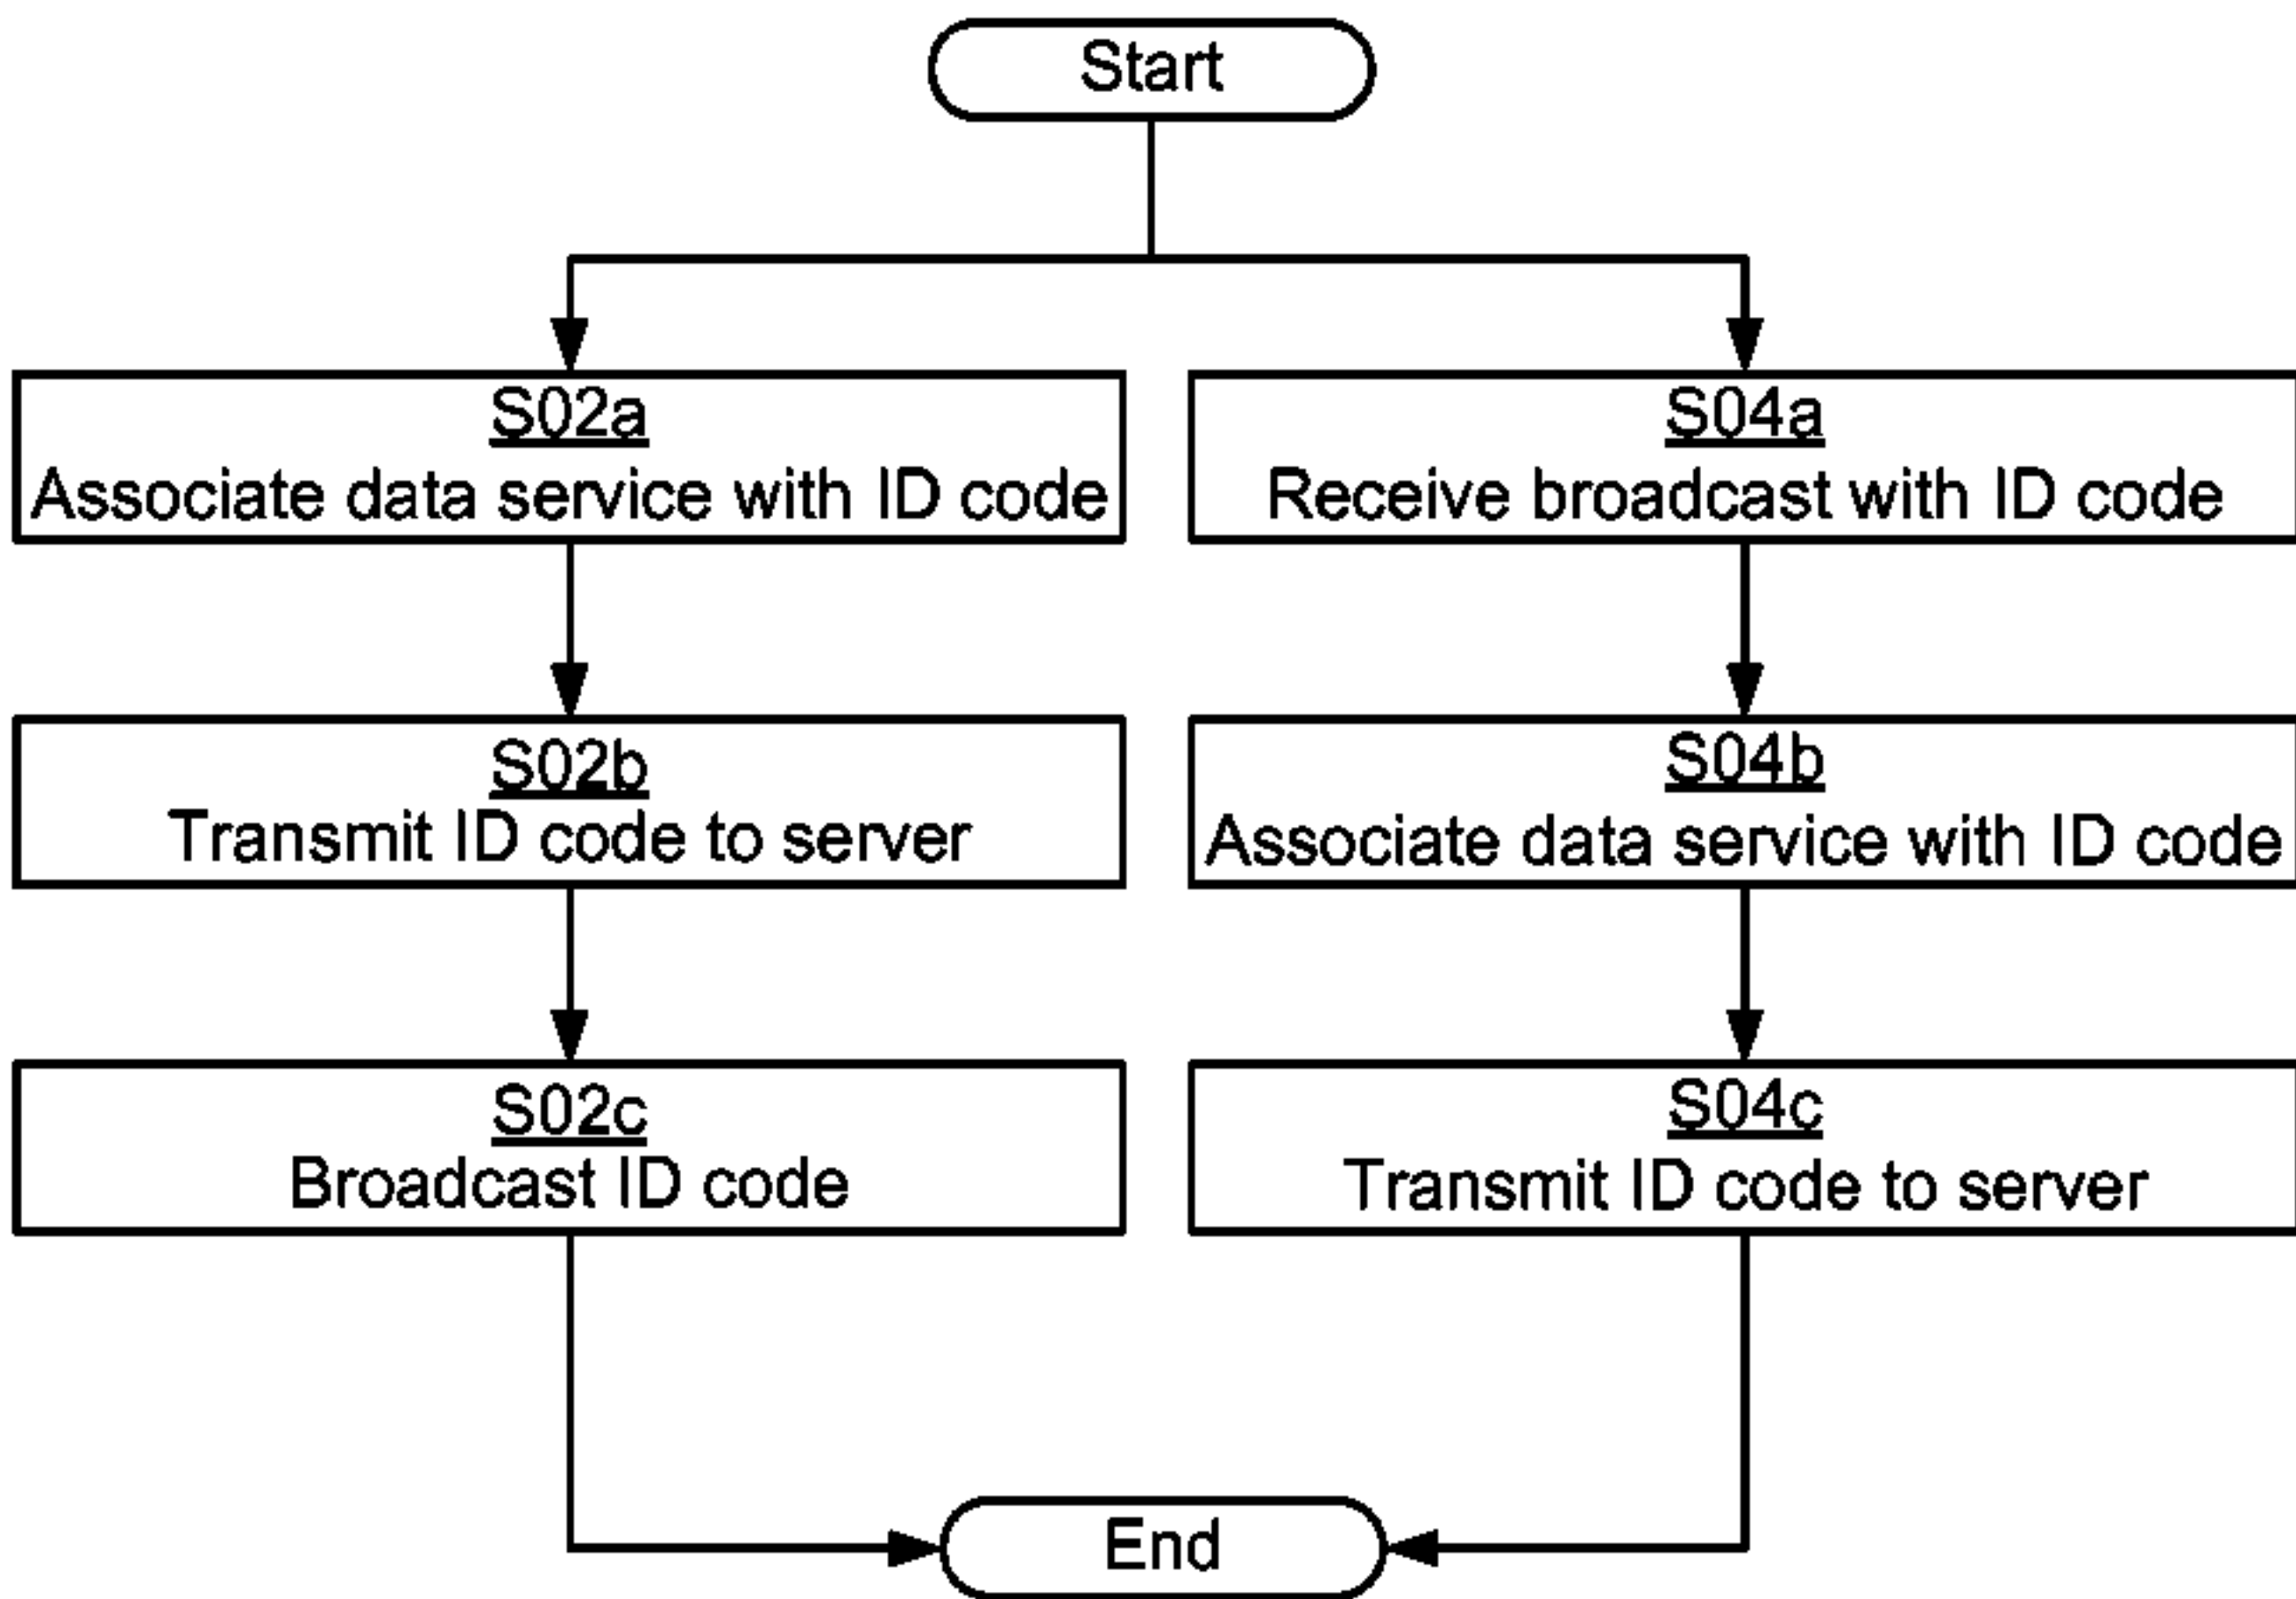 Start
S02a
Associate data service with ID code
S04a
Receive broadcast with ID code
S02b
Transmit ID code to server
S04b
Associate data service with ID code
S02c
Broadcast ID code
S04c
Transmit ID code to server
End